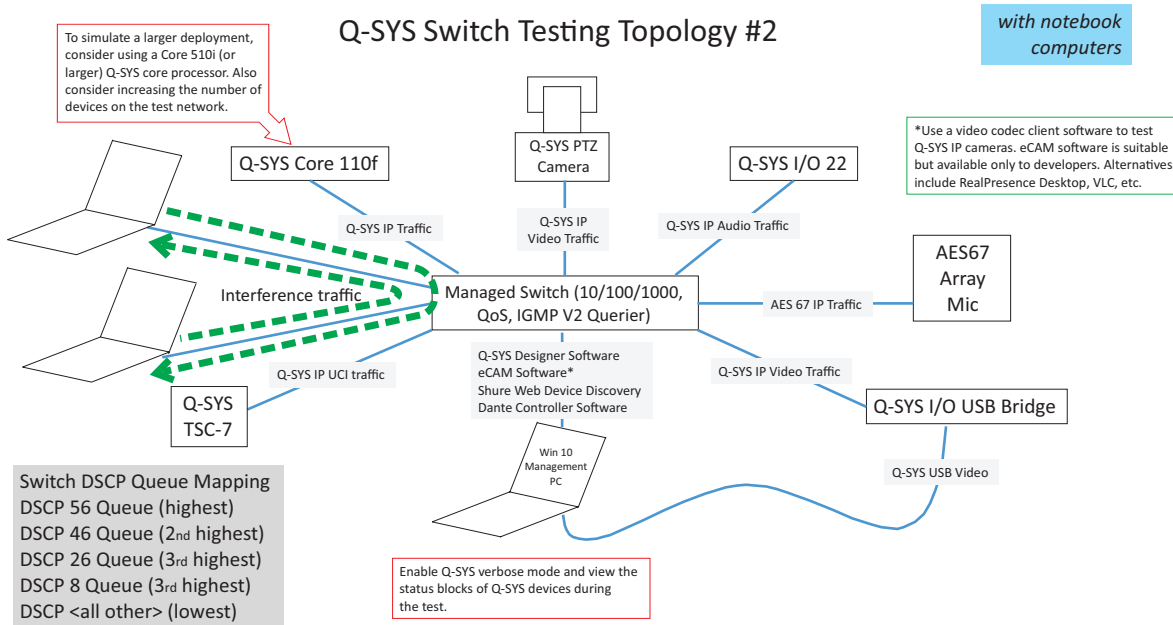 Q-SYS Switch Testing Topology #2
with notebook
computers
To simulate a larger deployment,
consider using a Core 510i (or
larger) Q-SYS core processor. Also
consider increasing the number of
devices on the test network.
*Use a video codec client software to test
Q-SYS IP cameras. eCAM software is suitable
but available only to developers. Alternatives
include RealPresence Desktop, VLC, etc.
Q-SYS Core 110f
Q-SYS PTZ
Camera
Q-SYS I/O 22
Q-SYS IP Traffic
Q-SYS IP
Video Traffic
Q-SYS IP Audio Traffic
AES67
Array
Mic
Interference traffic
Managed Switch (10/100/1000,
QoS, IGMP V2 Querier)
AES 67 IP Traffic
Q-SYS IP UCI traffic
Q-SYS Designer Software
eCAM Software*
Shure Web Device Discovery
Dante Controller Software
Q-SYS IP Video Traffic
Q-SYS
TSC-7
Q-SYS I/O USB Bridge
Win 10
Management
PC
Q-SYS USB Video
Switch DSCP Queue Mapping
DSCP 56 Queue (highest)
DSCP 46 Queue (2nd highest)
DSCP 26 Queue (3rd highest)
DSCP 8 Queue (3rd highest)
DSCP <all other> (lowest)
Enable Q-SYS verbose mode and view the
status blocks of Q-SYS devices during
the test.